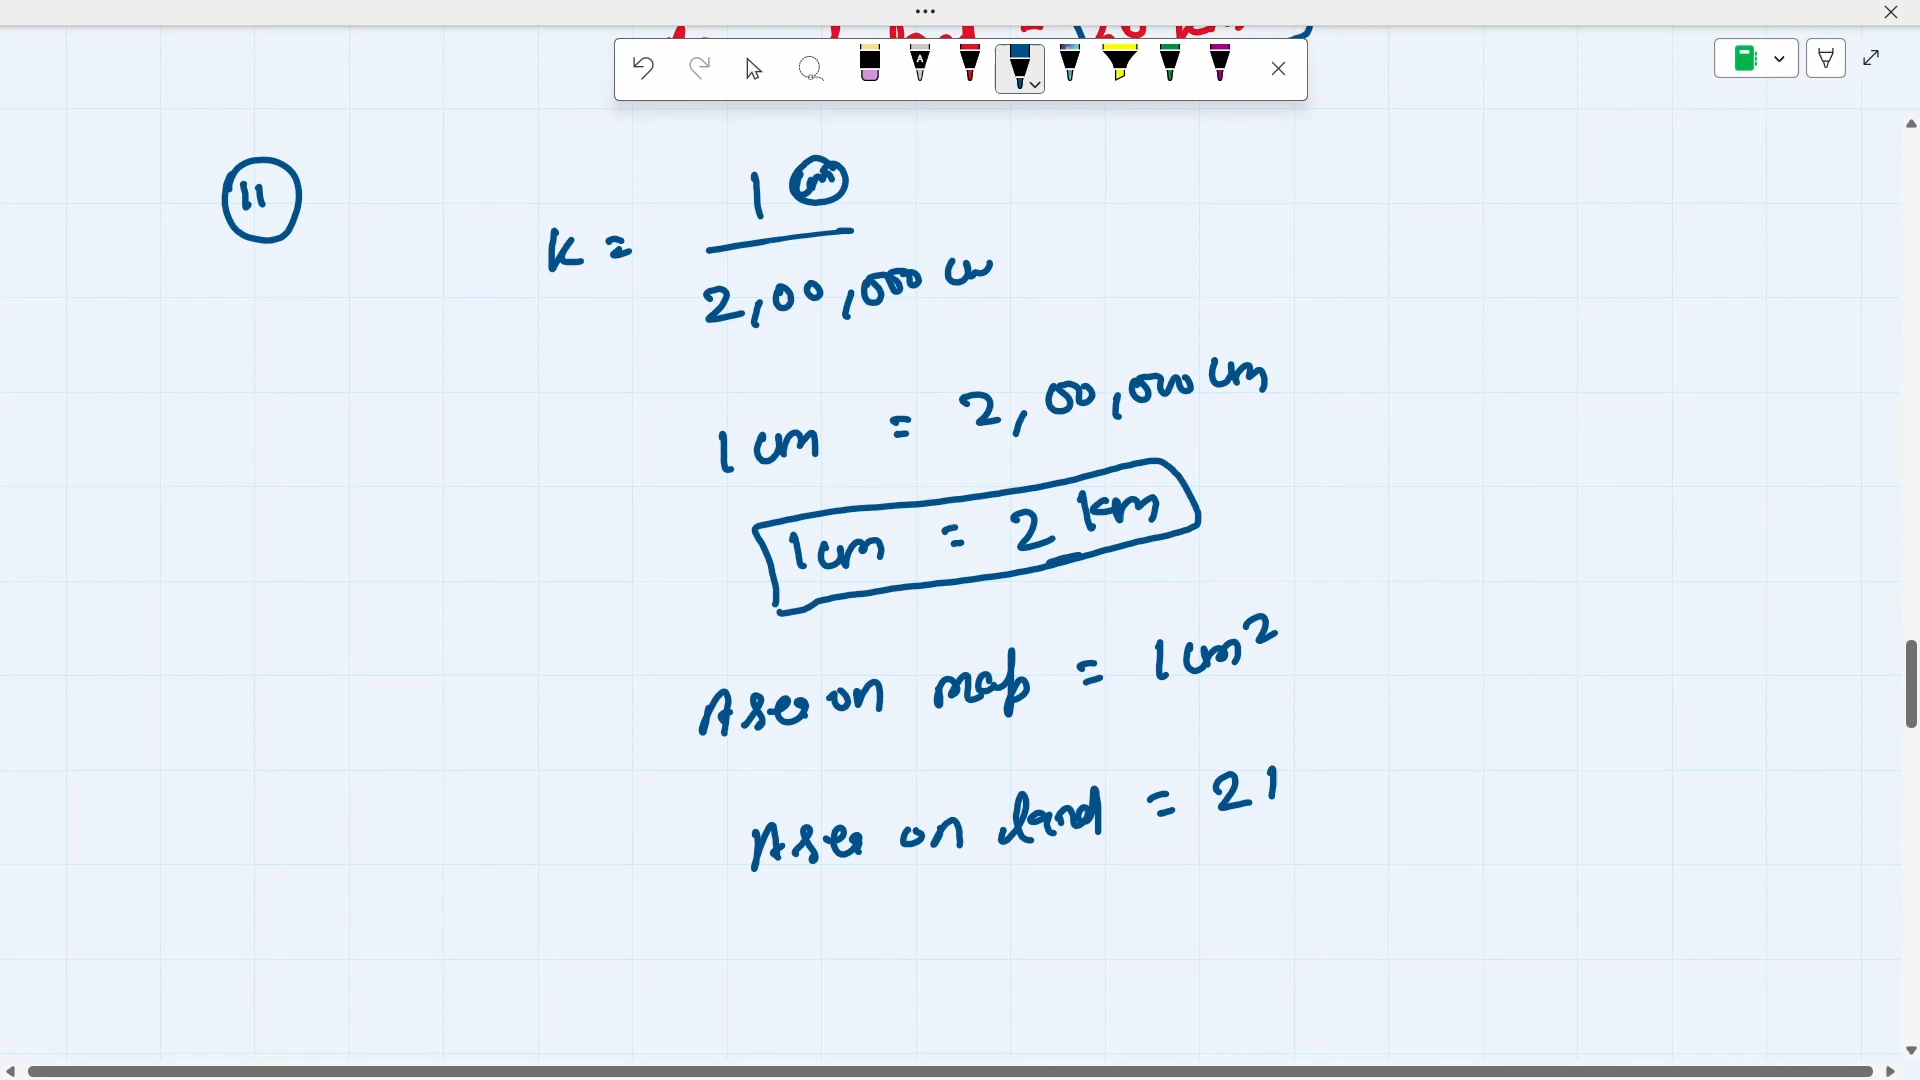 11
1 cm
K =
2,00,000 cm
1 cm = 2,00,000 cm
1 cm = 2 km
Area on map = 1 cm²
Area on land = 21